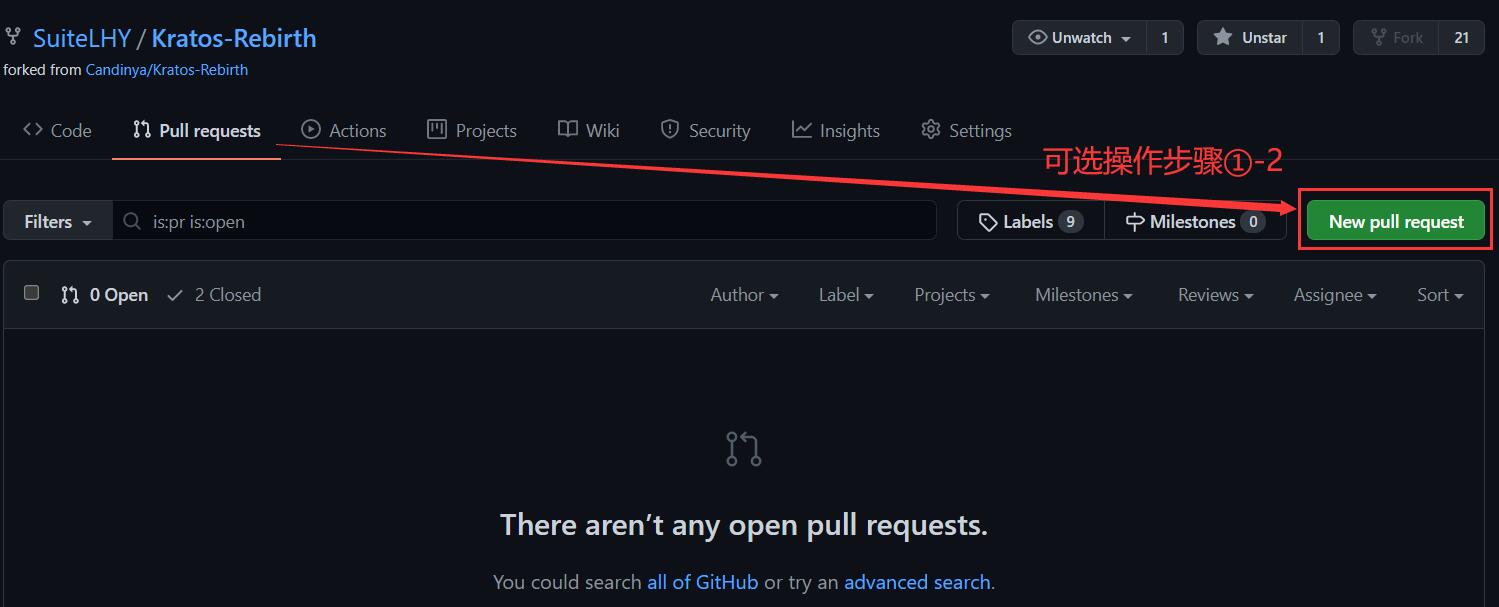 SuiteLHY / Kratos-Rebirth
Unwatch 1
Unstar 1
Fork 21
forked from Candinya/Kratos-Rebirth
Code
Pull requests
Actions
Projects
Wiki
Security
Insights
Settings
可选操作步骤①-2
Filters
is:pr is:open
Labels 9
Milestones 0
New pull request
0 Open
2 Closed
Author
Label
Projects
Milestones
Reviews
Assignee
Sort
There aren’t any open pull requests.
You could search all of GitHub or try an advanced search.